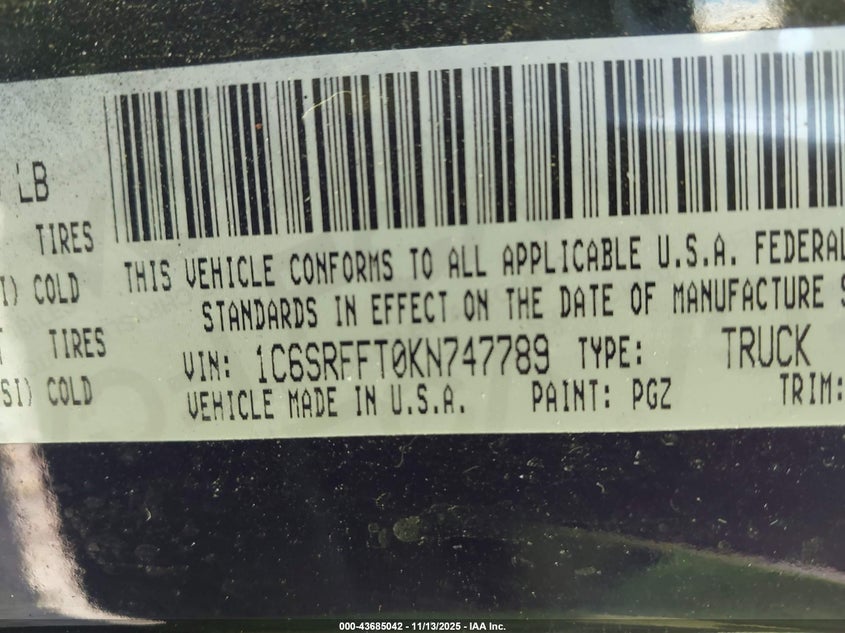 LB
TIRES
I) COLD
THIS VEHICLE CONFORMS TO ALL APPLICABLE U.S.A. FEDERAL
STANDARDS IN EFFECT ON THE DATE OF MANUFACTURE S
TIRES
VIN: 1C6SRFFT0KN747789 TYPE: TRUCK
SI) COLD
VEHICLE MADE IN U.S.A. PAINT: PGZ TRIM:
000-43685042 - 11/13/2025 - IAA Inc.